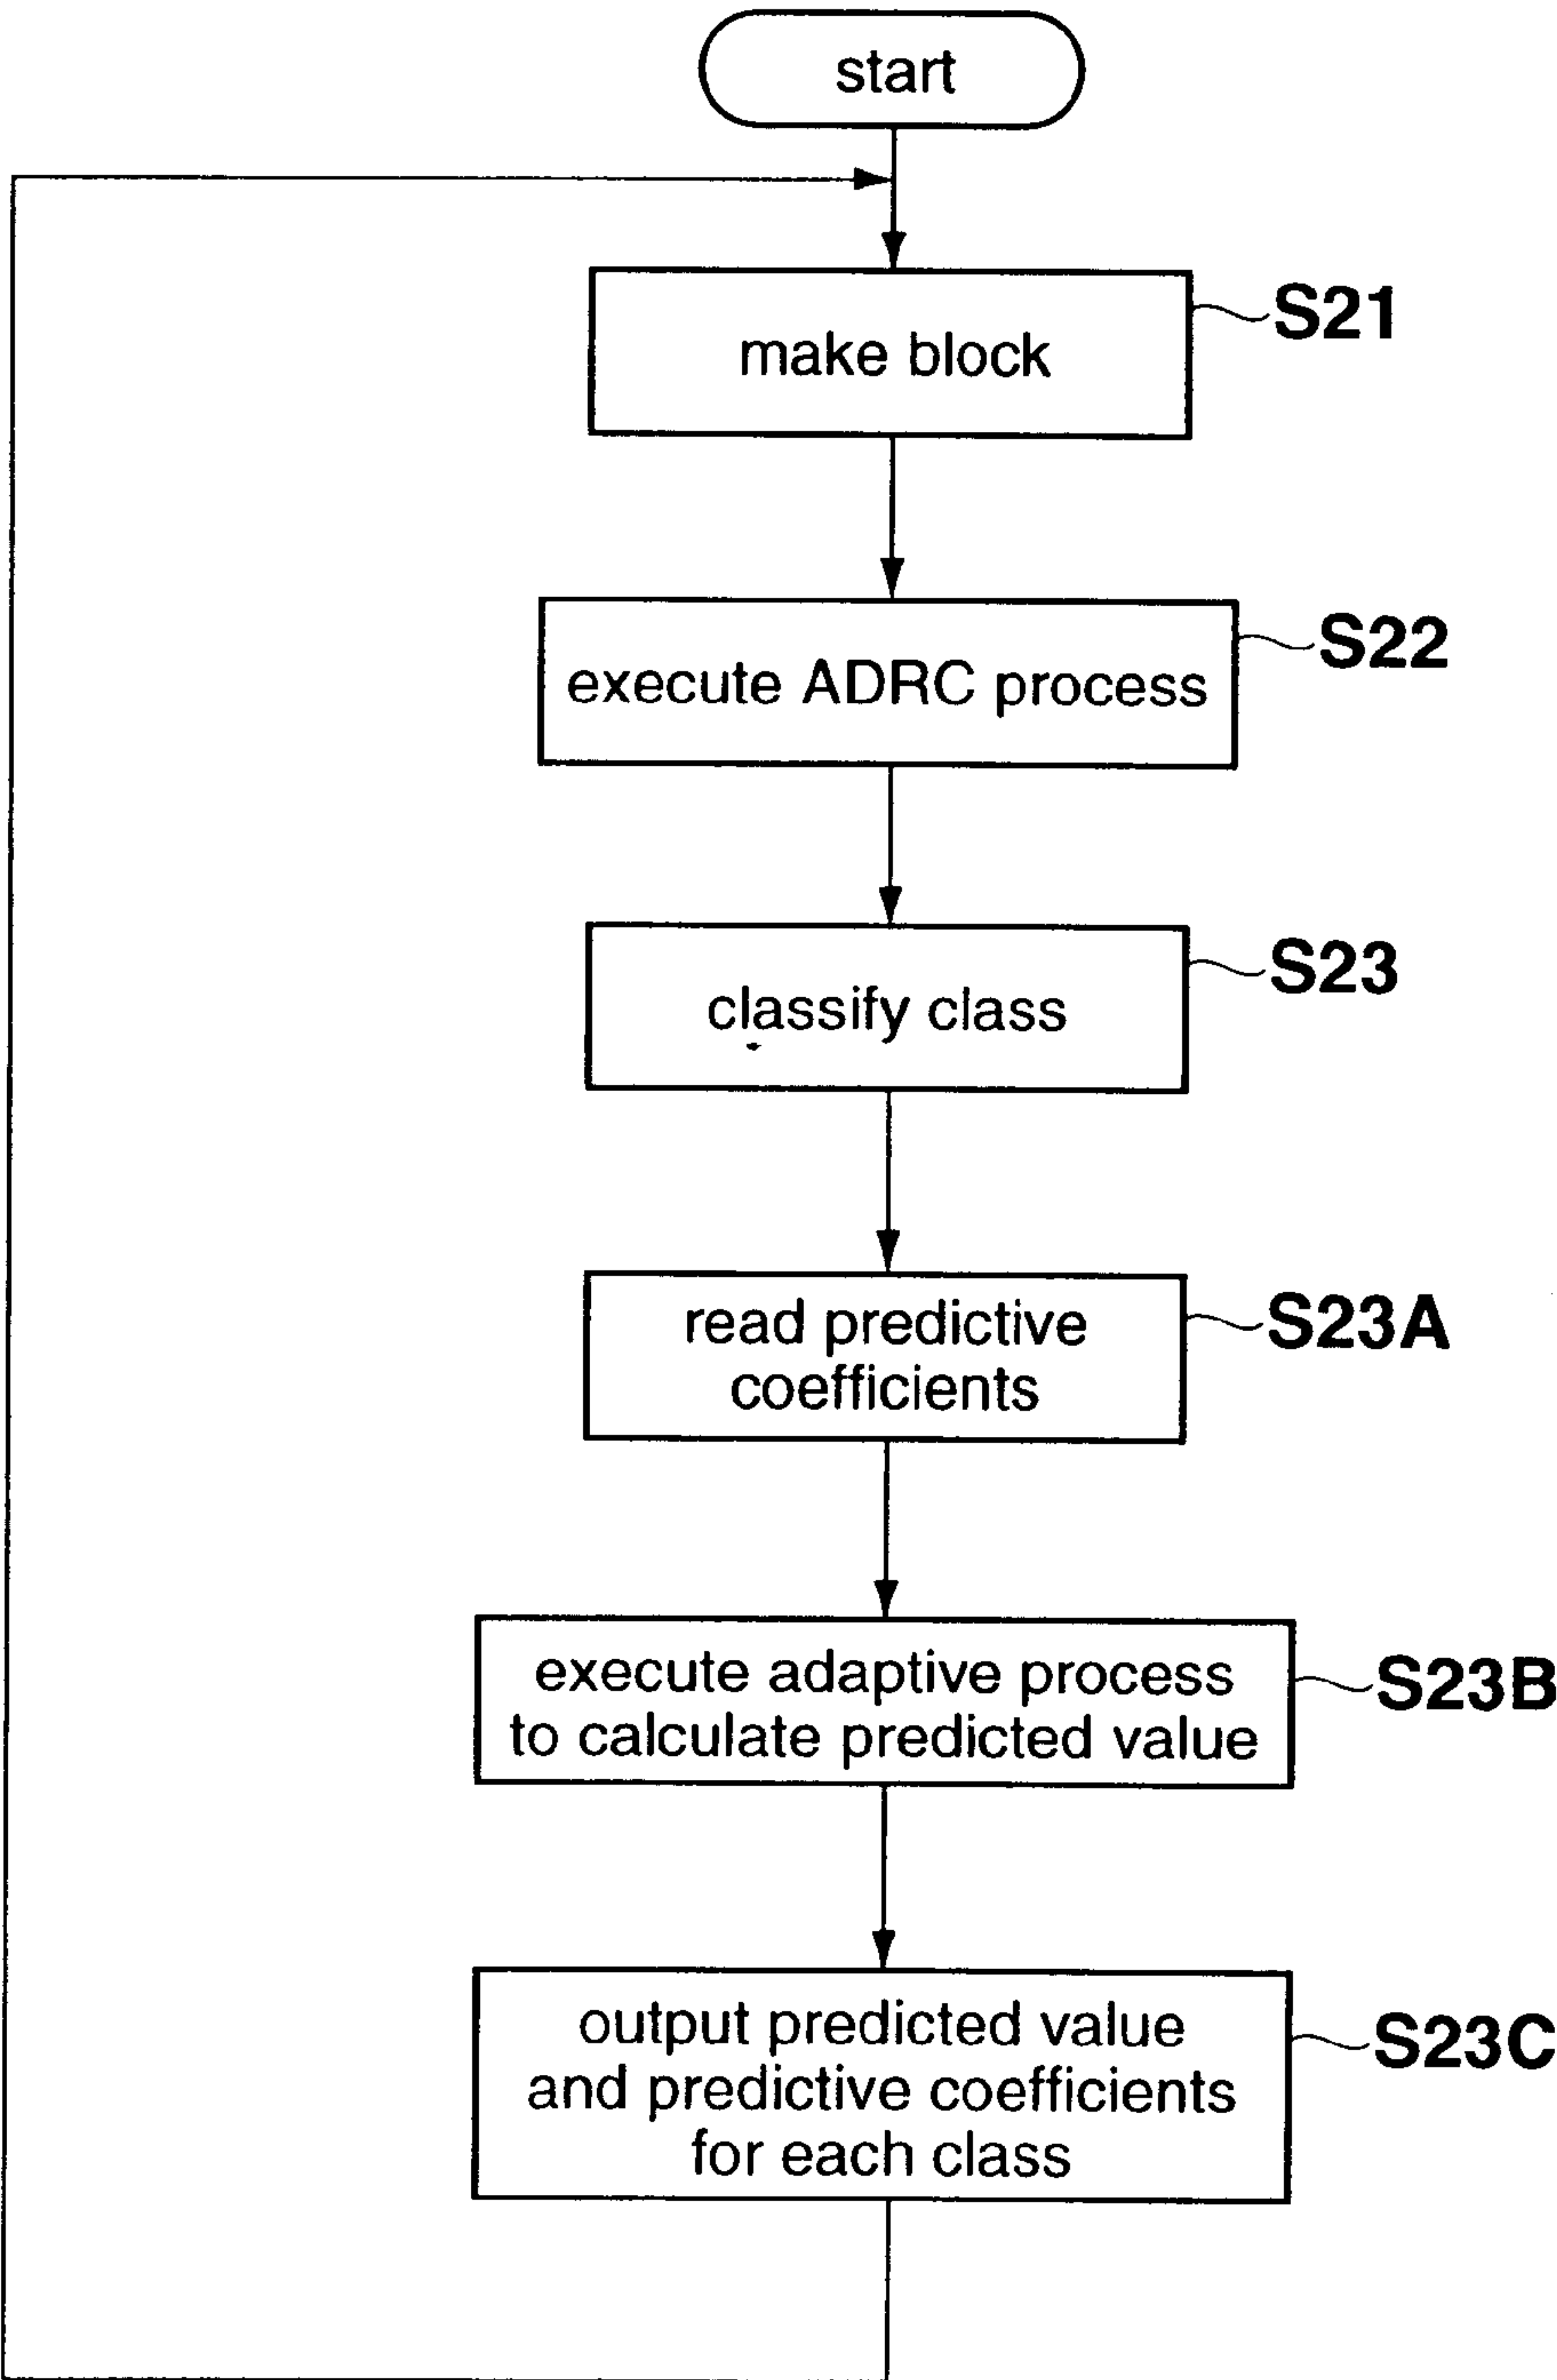 start
make block
S21
execute ADRC process
S22
classify class
S23
read predictive
coefficients
S23A
execute adaptive process
to calculate predicted value
S23B
output predicted value
and predictive coefficients
for each class
S23C